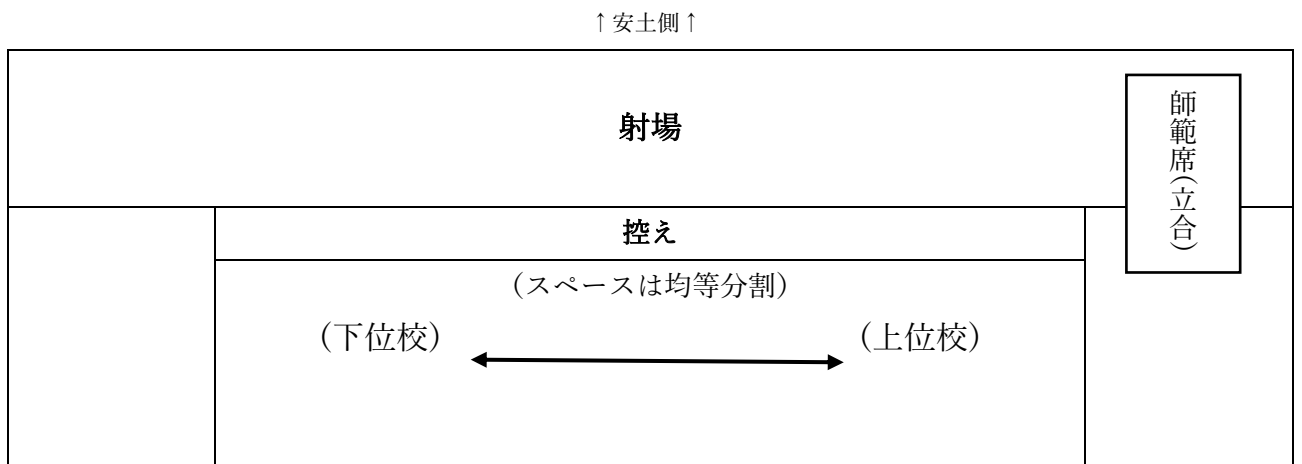 ↑安土側↑
射場
師範席(立合)
控え
(スペースは均等分割)
(下位校)
(上位校)